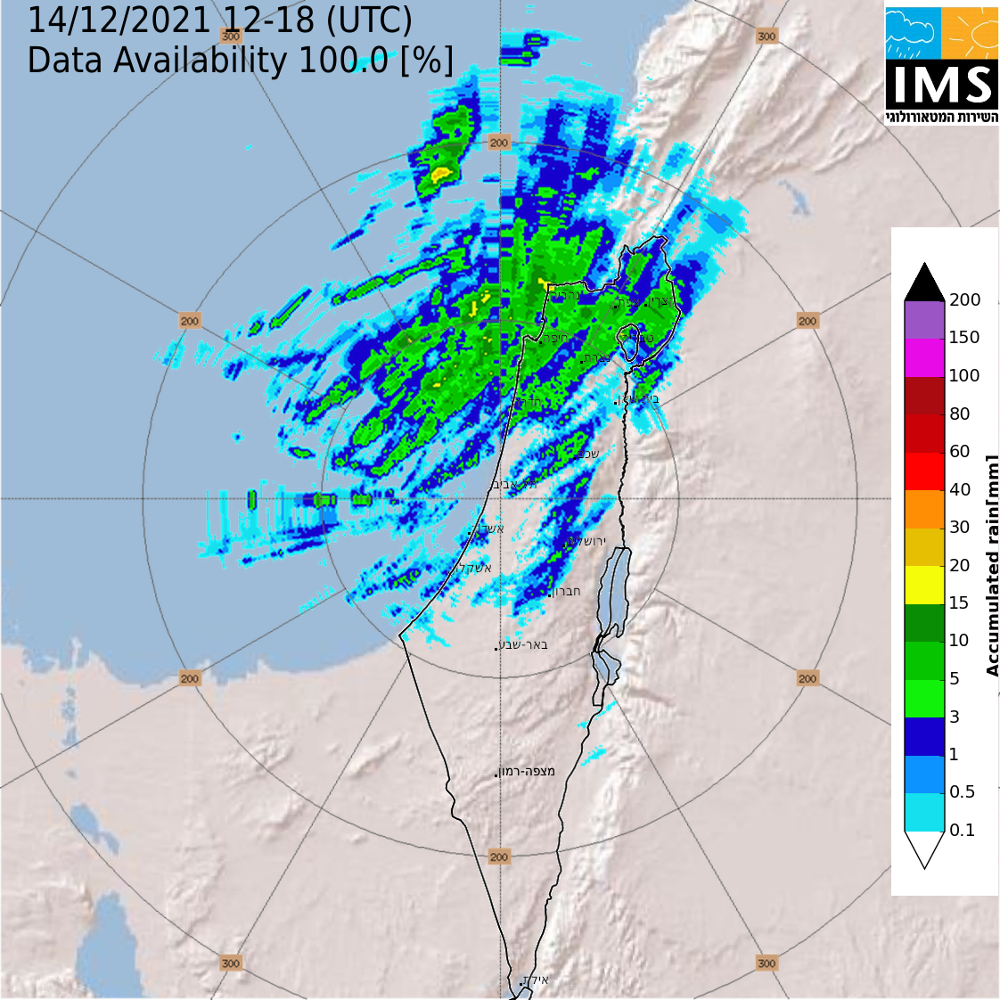 14/12/2021 12-18 (UTC)
Data Availability 100.0 [%]
IMS
השירות המטאורולוגי
300
300
200
200
200
200
200
200
300
300
נהריה
צפת
קצרין
חיפה
נצרת
חדרה
בית-שאן
שכם
תל-אביב
אשדוד
ירושלים
אשקלון
חברון
באר-שבע
מצפה-רמון
אילת
200
150
100
80
60
40
30
20
15
10
5
3
1
0.5
0.1
Accumulated rain[mm]